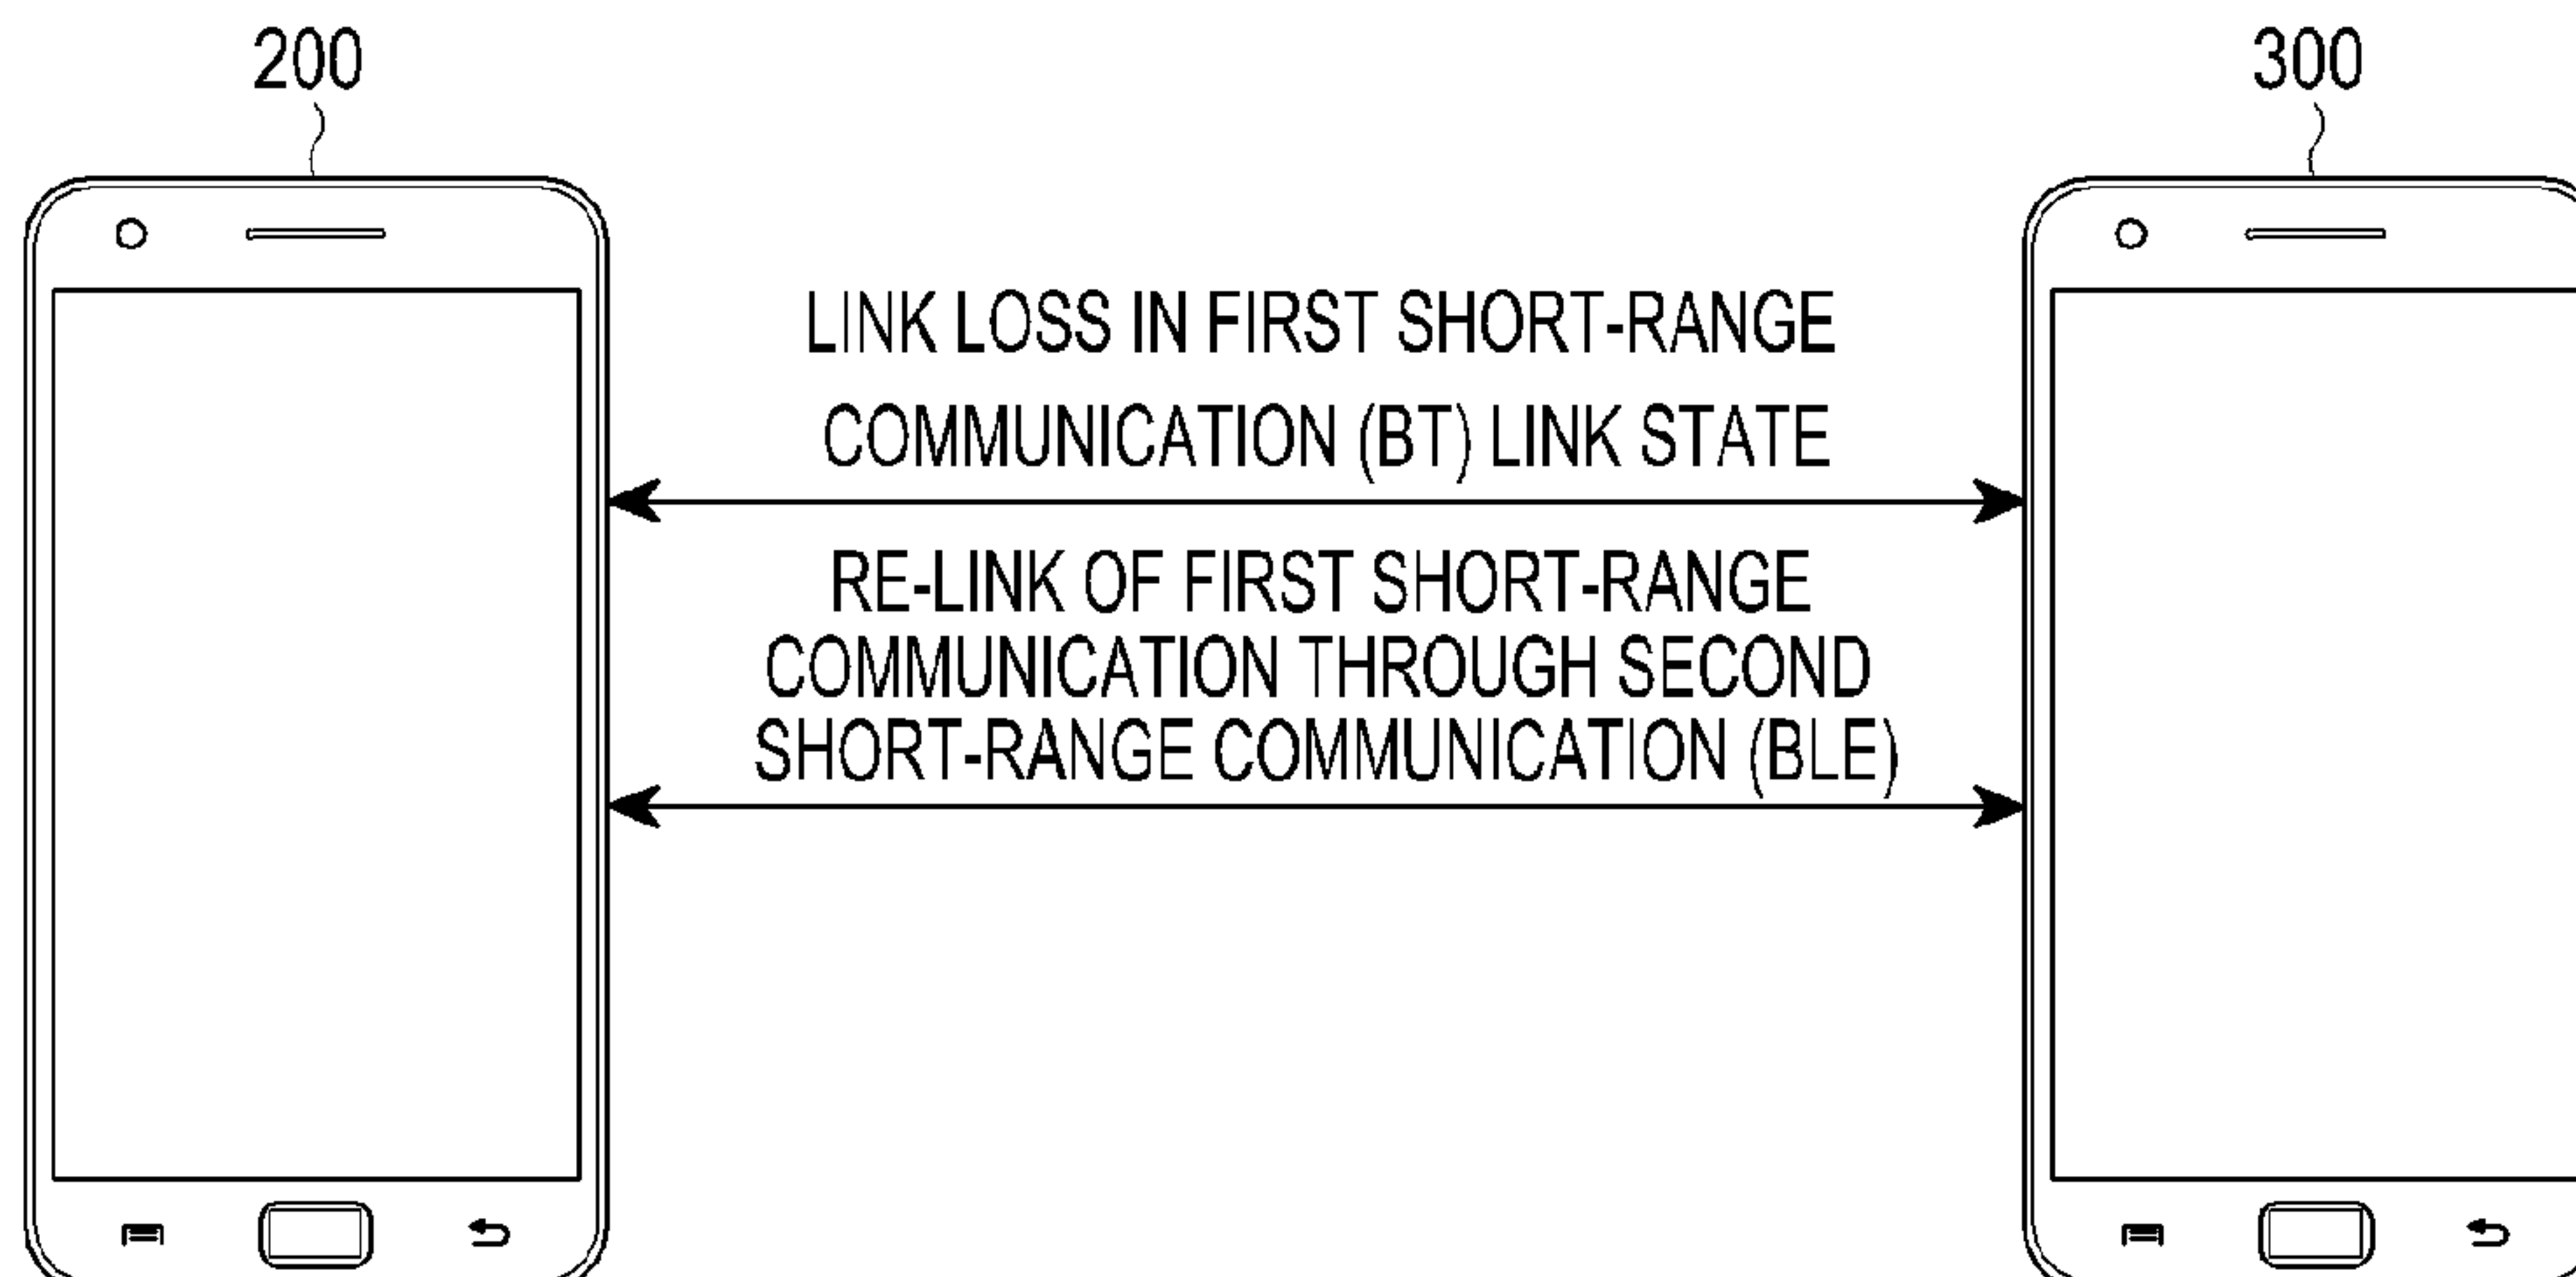 200
300
LINK LOSS IN FIRST SHORT-RANGE
COMMUNICATION (BT) LINK STATE
RE-LINK OF FIRST SHORT-RANGE
COMMUNICATION THROUGH SECOND
SHORT-RANGE COMMUNICATION (BLE)